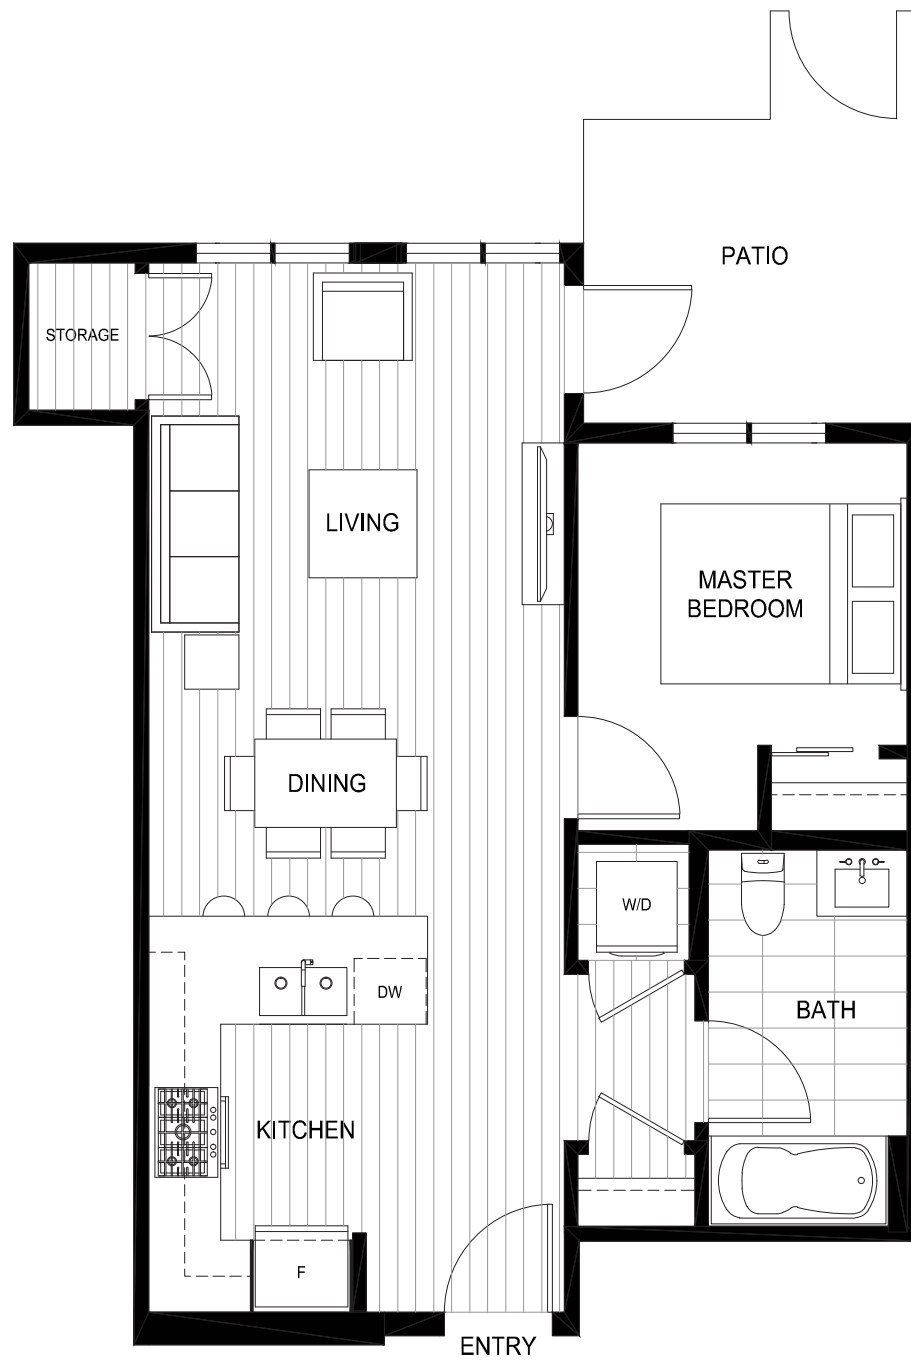 PATIO
STORAGE
LIVING
MASTER
BEDROOM
DINING
W/D
DW
BATH
KITCHEN
F
ENTRY